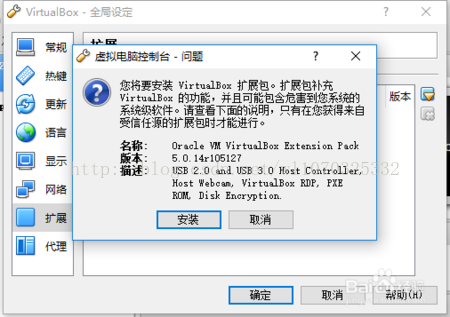 VirtualBox - 全局设定
常规
热键
更新
语言
显示
网络
扩展
代理
扩展
版本
虚拟电脑控制台 - 问题
您将要安装 VirtualBox 扩展包。扩展包补充
VirtualBox 的功能，并且可能包含危害到您系统的
系统级软件。请查看下面的说明，只有在您获得来自
受信任源的扩展包时才能进行。
名称: Oracle VM VirtualBox Extension Pack
版本: 5.0.14r105127
描述: USB 2.0 and USB 3.0 Host Controller,
Host Webcam, VirtualBox RDP, PXE
ROM, Disk Encryption.
安装
取消
确定
取消
帮助(H)